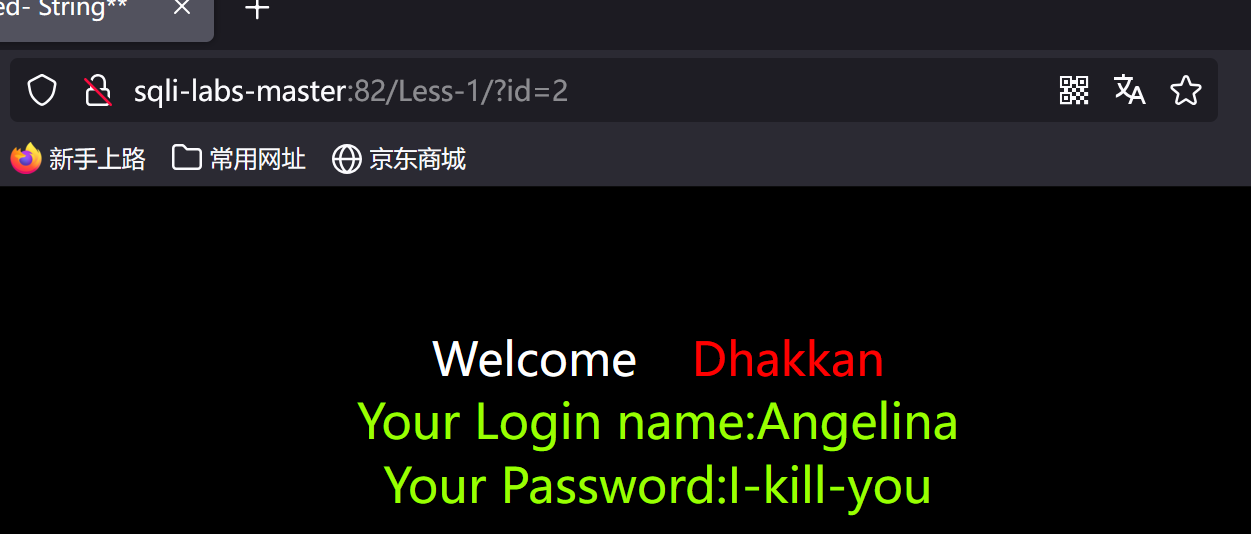 ed- String**
sqli-labs-master:82/Less-1/?id=2
新手上路 常用网址 京东商城
Welcome Dhakkan
Your Login name:Angelina
Your Password:I-kill-you